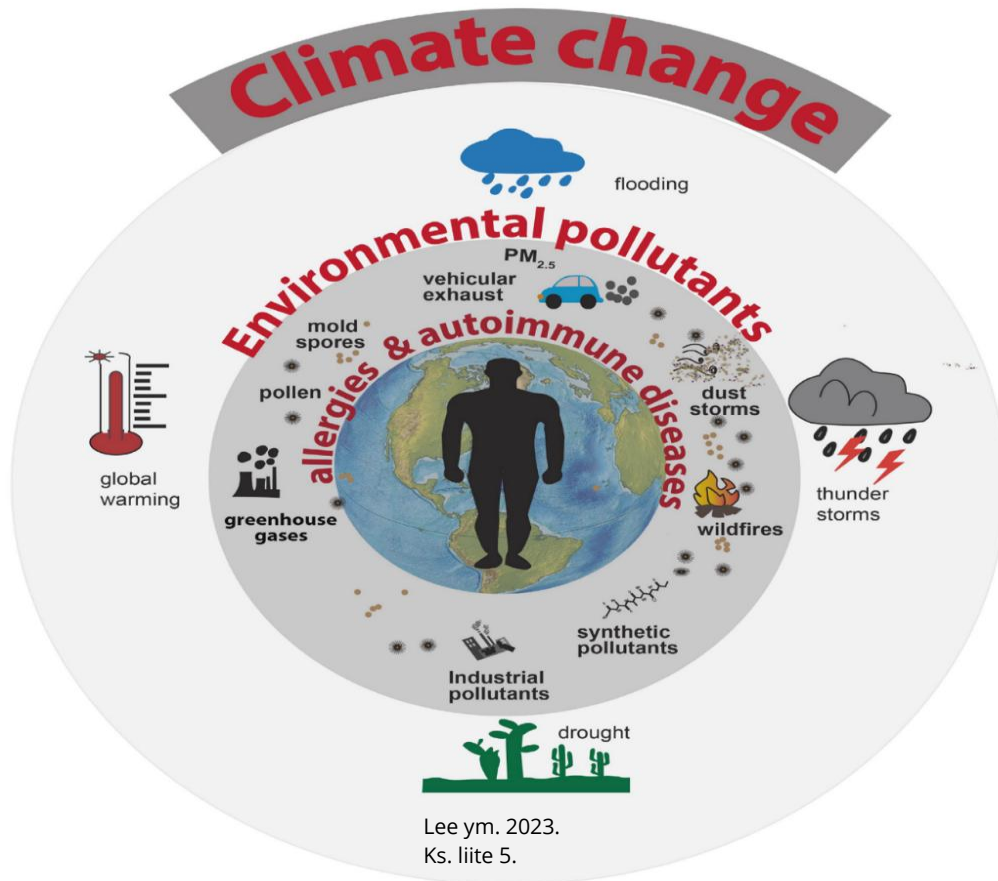 Climate change
flooding
Environmental pollutants
PM2.5
vehicular
exhaust
allergies & autoimmune diseases
mold
spores
pollen
dust
storms
global
warming
greenhouse
gases
wildfires
thunder
storms
synthetic
pollutants
Industrial
pollutants
drought
Lee ym. 2023.
Ks. liite 5.